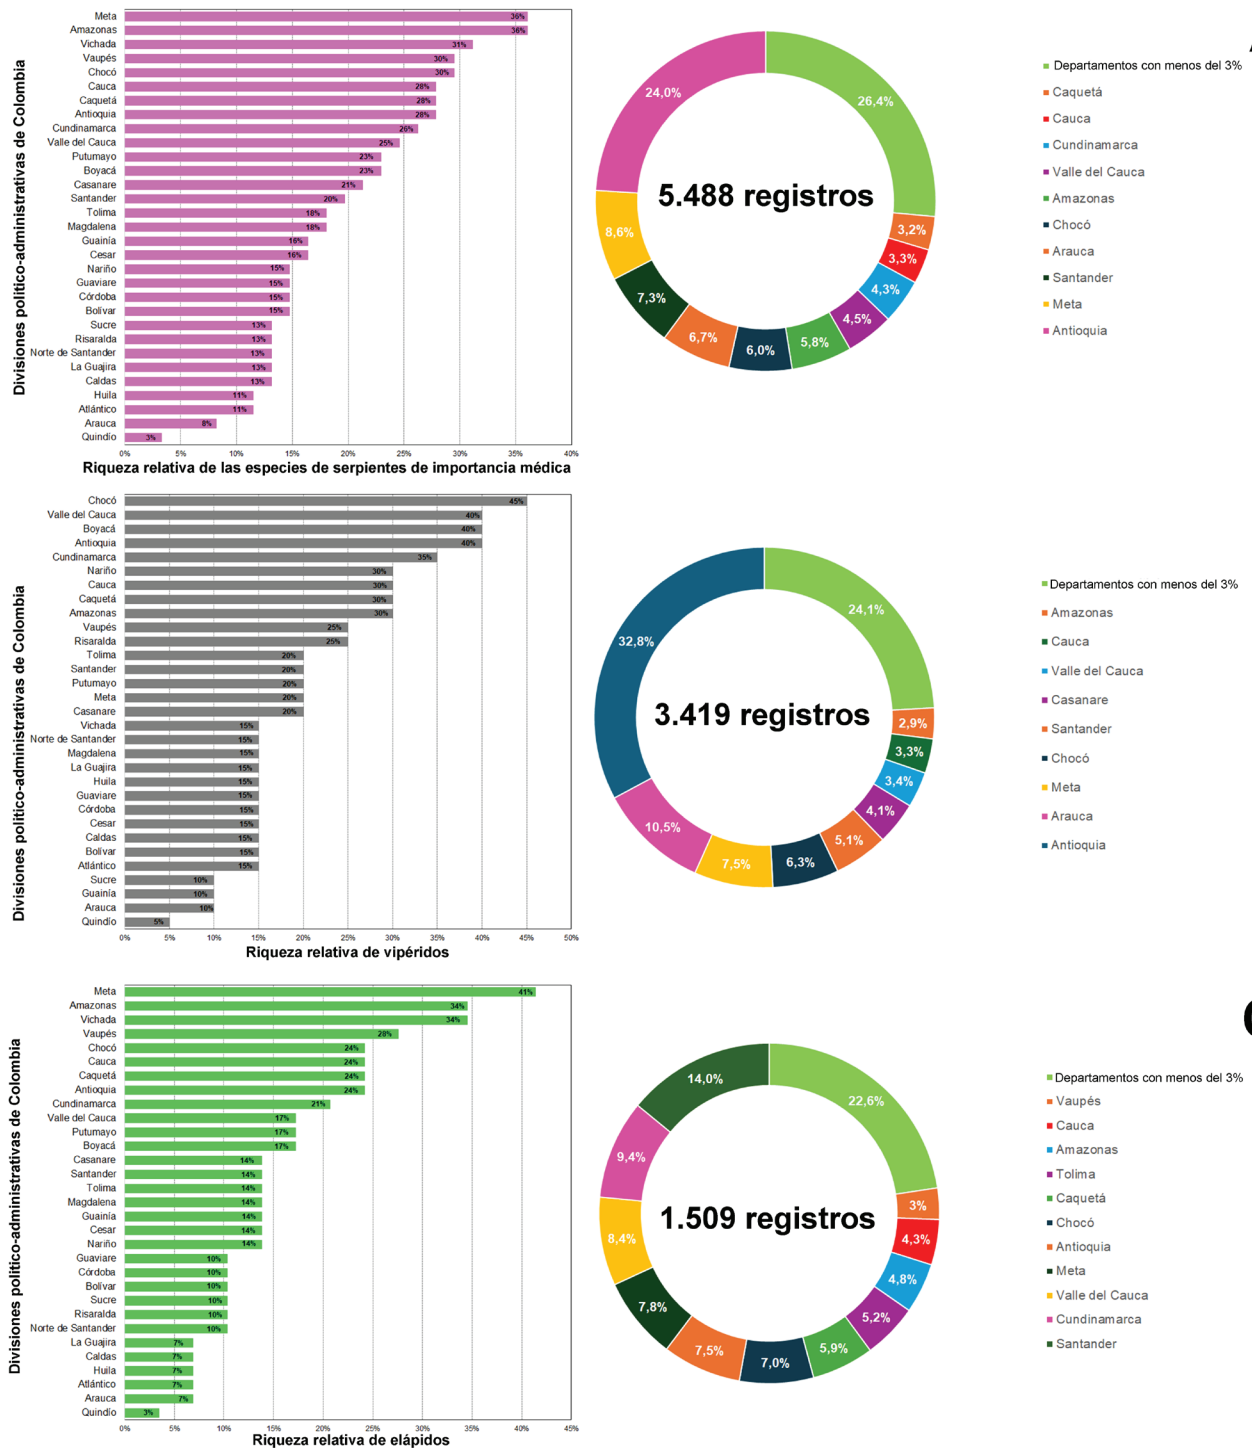 Divisiones político-administrativas de Colombia
Meta 36%
Amazonas 36%
Vichada 31%
Vaupés 30%
Chocó 30%
Cauca 28%
Caquetá 28%
Antioquia 28%
Cundinamarca 26%
Valle del Cauca 25%
Putumayo 23%
Boyacá 23%
Casanare 21%
Santander 20%
Tolima 18%
Magdalena 18%
Guainía 16%
Cesar 16%
Nariño 15%
Guaviare 15%
Córdoba 15%
Bolívar 15%
Sucre 13%
Risaralda 13%
Norte de Santander 13%
La Guajira 13%
Caldas 13%
Huila 11%
Atlántico 11%
Arauca 8%
Quindío 3%
0% 5% 10% 15% 20% 25% 30% 35% 40%
Riqueza relativa de las especies de serpientes de importancia médica
5.488 registros
26,4%
3,2%
3,3%
4,3%
4,5%
5,8%
6,0%
6,7%
7,3%
8,6%
24,0%
Departamentos con menos del 3%
Caquetá
Cauca
Cundinamarca
Valle del Cauca
Amazonas
Chocó
Arauca
Santander
Meta
Antioquia
Divisiones político-administrativas de Colombia
Chocó 45%
Valle del Cauca 40%
Boyacá 40%
Antioquia 40%
Cundinamarca 35%
Nariño 30%
Cauca 30%
Caquetá 30%
Amazonas 30%
Vaupés 25%
Risaralda 25%
Tolima 20%
Santander 20%
Putumayo 20%
Meta 20%
Casanare 20%
Vichada 15%
Norte de Santander 15%
Magdalena 15%
La Guajira 15%
Huila 15%
Guaviare 15%
Córdoba 15%
Cesar 15%
Caldas 15%
Bolívar 15%
Atlántico 15%
Sucre 10%
Guainía 10%
Arauca 10%
Quindío 5%
0% 5% 10% 15% 20% 25% 30% 35% 40% 45% 50%
Riqueza relativa de vipéridos
3.419 registros
24,1%
2,9%
3,3%
3,4%
4,1%
5,1%
6,3%
7,5%
10,5%
32,8%
Departamentos con menos del 3%
Amazonas
Cauca
Valle del Cauca
Casanare
Santander
Chocó
Meta
Arauca
Antioquia
Divisiones político-administrativas de Colombia
Meta 41%
Amazonas 34%
Vichada 34%
Vaupés 28%
Chocó 24%
Cauca 24%
Caquetá 24%
Antioquia 24%
Cundinamarca 21%
Valle del Cauca 17%
Putumayo 17%
Boyacá 17%
Casanare 14%
Santander 14%
Tolima 14%
Magdalena 14%
Guainía 14%
Cesar 14%
Nariño 14%
Guaviare 10%
Córdoba 10%
Bolívar 10%
Sucre 10%
Risaralda 10%
Norte de Santander 10%
La Guajira 7%
Caldas 7%
Huila 7%
Atlántico 7%
Arauca 7%
Quindío 3%
0% 5% 10% 15% 20% 25% 30% 35% 40% 45%
Riqueza relativa de elápidos
1.509 registros
22,6%
3%
4,3%
4,8%
5,2%
5,9%
7,0%
7,5%
7,8%
8,4%
9,4%
14,0%
Departamentos con menos del 3%
Vaupés
Cauca
Amazonas
Tolima
Caquetá
Chocó
Antioquia
Meta
Valle del Cauca
Cundinamarca
Santander